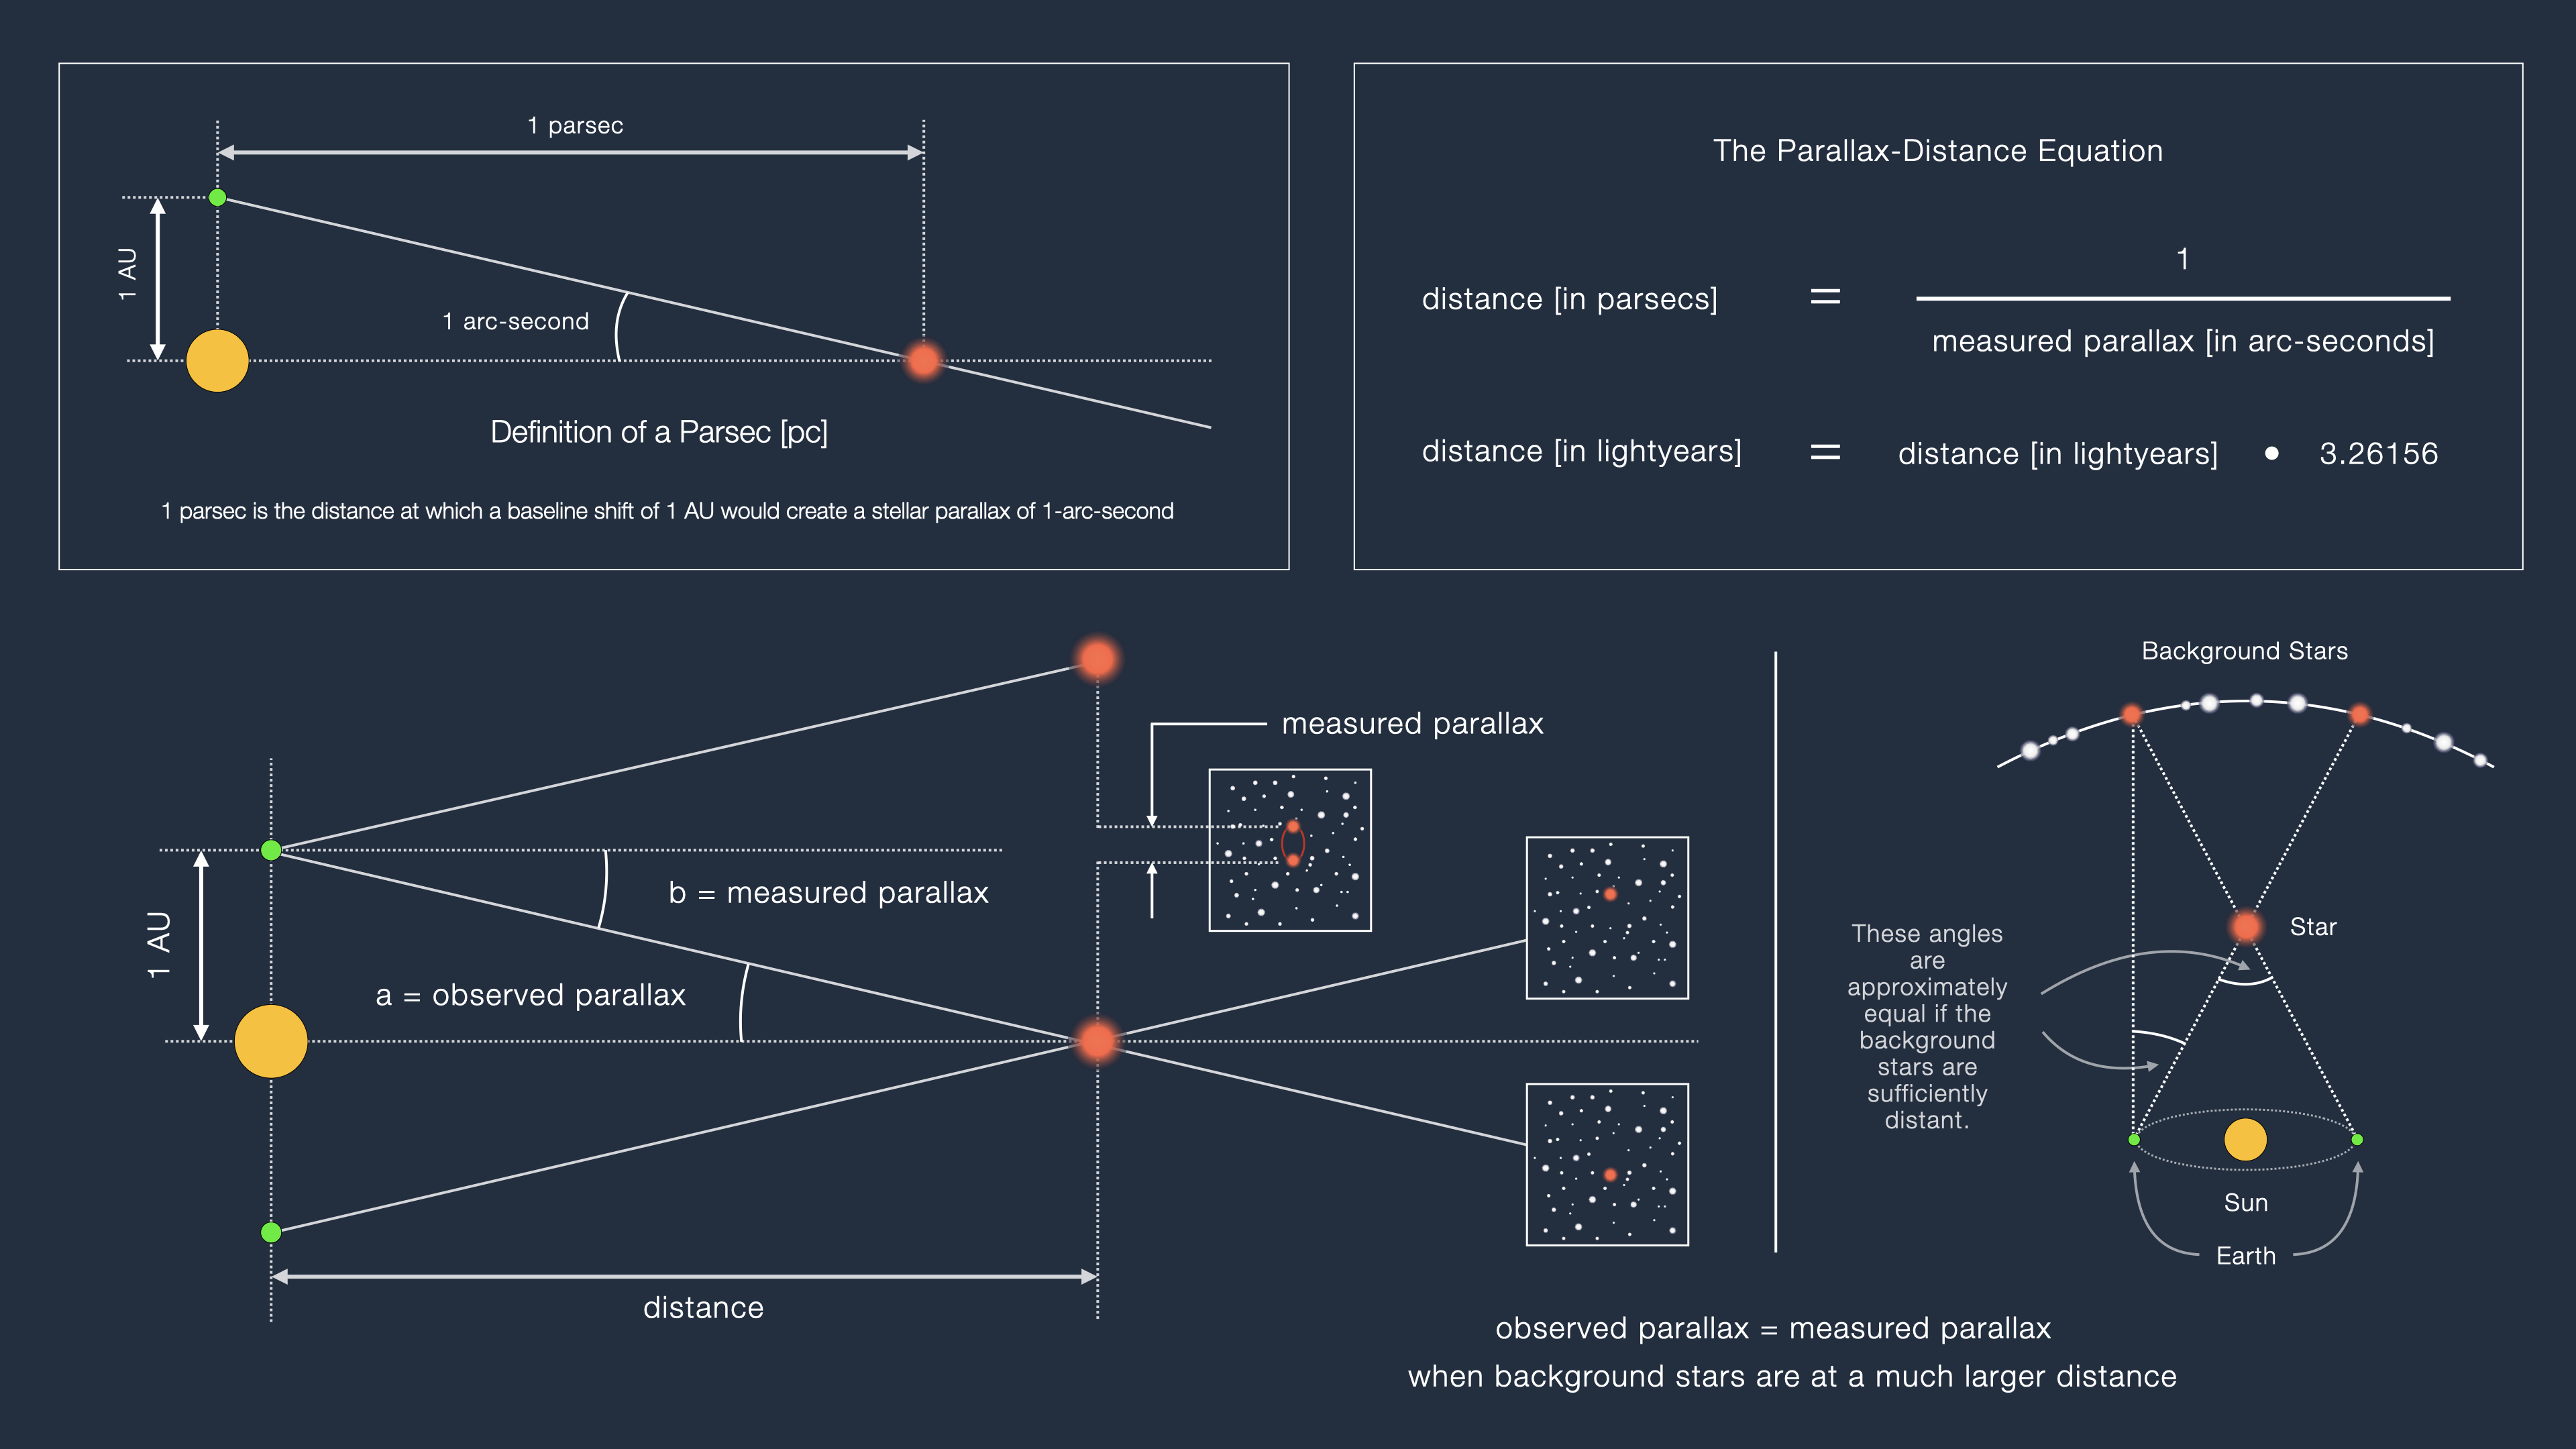 1 parsec
1 AU
1 arc-second
Definition of a Parsec [pc]
1 parsec is the distance at which a baseline shift of 1 AU would create a stellar parallax of 1-arc-second
The Parallax-Distance Equation
distance [in parsecs] =
1
measured parallax [in arc-seconds]
distance [in lightyears] = distance [in lightyears] • 3.26156
measured parallax
b = measured parallax
1 AU
a = observed parallax
distance
Background Stars
Star
These angles
are
approximately
equal if the
background
stars are
sufficiently
distant.
Sun
Earth
observed parallax = measured parallax
when background stars are at a much larger distance